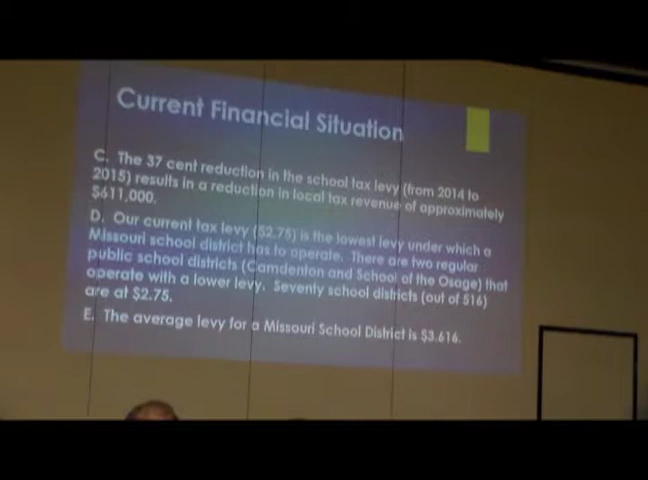 Current Financial Situation
C. The 37 cent reduction in the school tax levy (from 2014 to
2015) results in a reduction in local tax revenue of approximately
$611,000.
D. Our current tax levy ($2.75) is the lowest levy under which a
Missouri school district has to operate. There are two regular
public school districts (Camdenton and School of the Osage) that
operate with a lower levy. Seventy school districts (out of 516)
are at $2.75.
E. The average levy for a Missouri School District is $3.616.